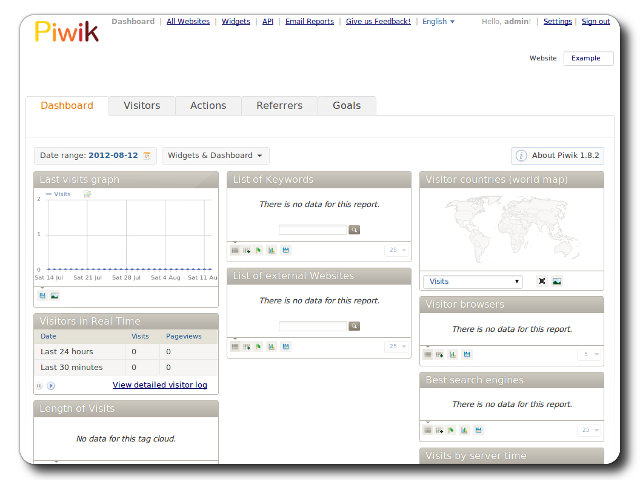 Piwik
Dashboard | All Websites | Widgets | API | Email Reports | Give us Feedback! | English
Hello, admin! | Settings | Sign out
Website Example
Dashboard Visitors Actions Referrers Goals
Date range: 2012-08-12 Widgets & Dashboard
About Piwik 1.8.2
Last visits graph
Visits
2
1
0
Sat 14 Jul Sat 21 Jul Sat 28 Jul Sat 4 Aug Sat 11 Au
Visitors in Real Time
Date Visits Pageviews
Last 24 hours 0 0
Last 30 minutes 0 0
View detailed visitor log
Length of Visits
No data for this tag cloud.
List of Keywords
There is no data for this report.
25
List of external Websites
There is no data for this report.
25
Visitor countries (world map)
Visits
Visitor browsers
There is no data for this report.
5
Best search engines
There is no data for this report.
25
Visits by server time